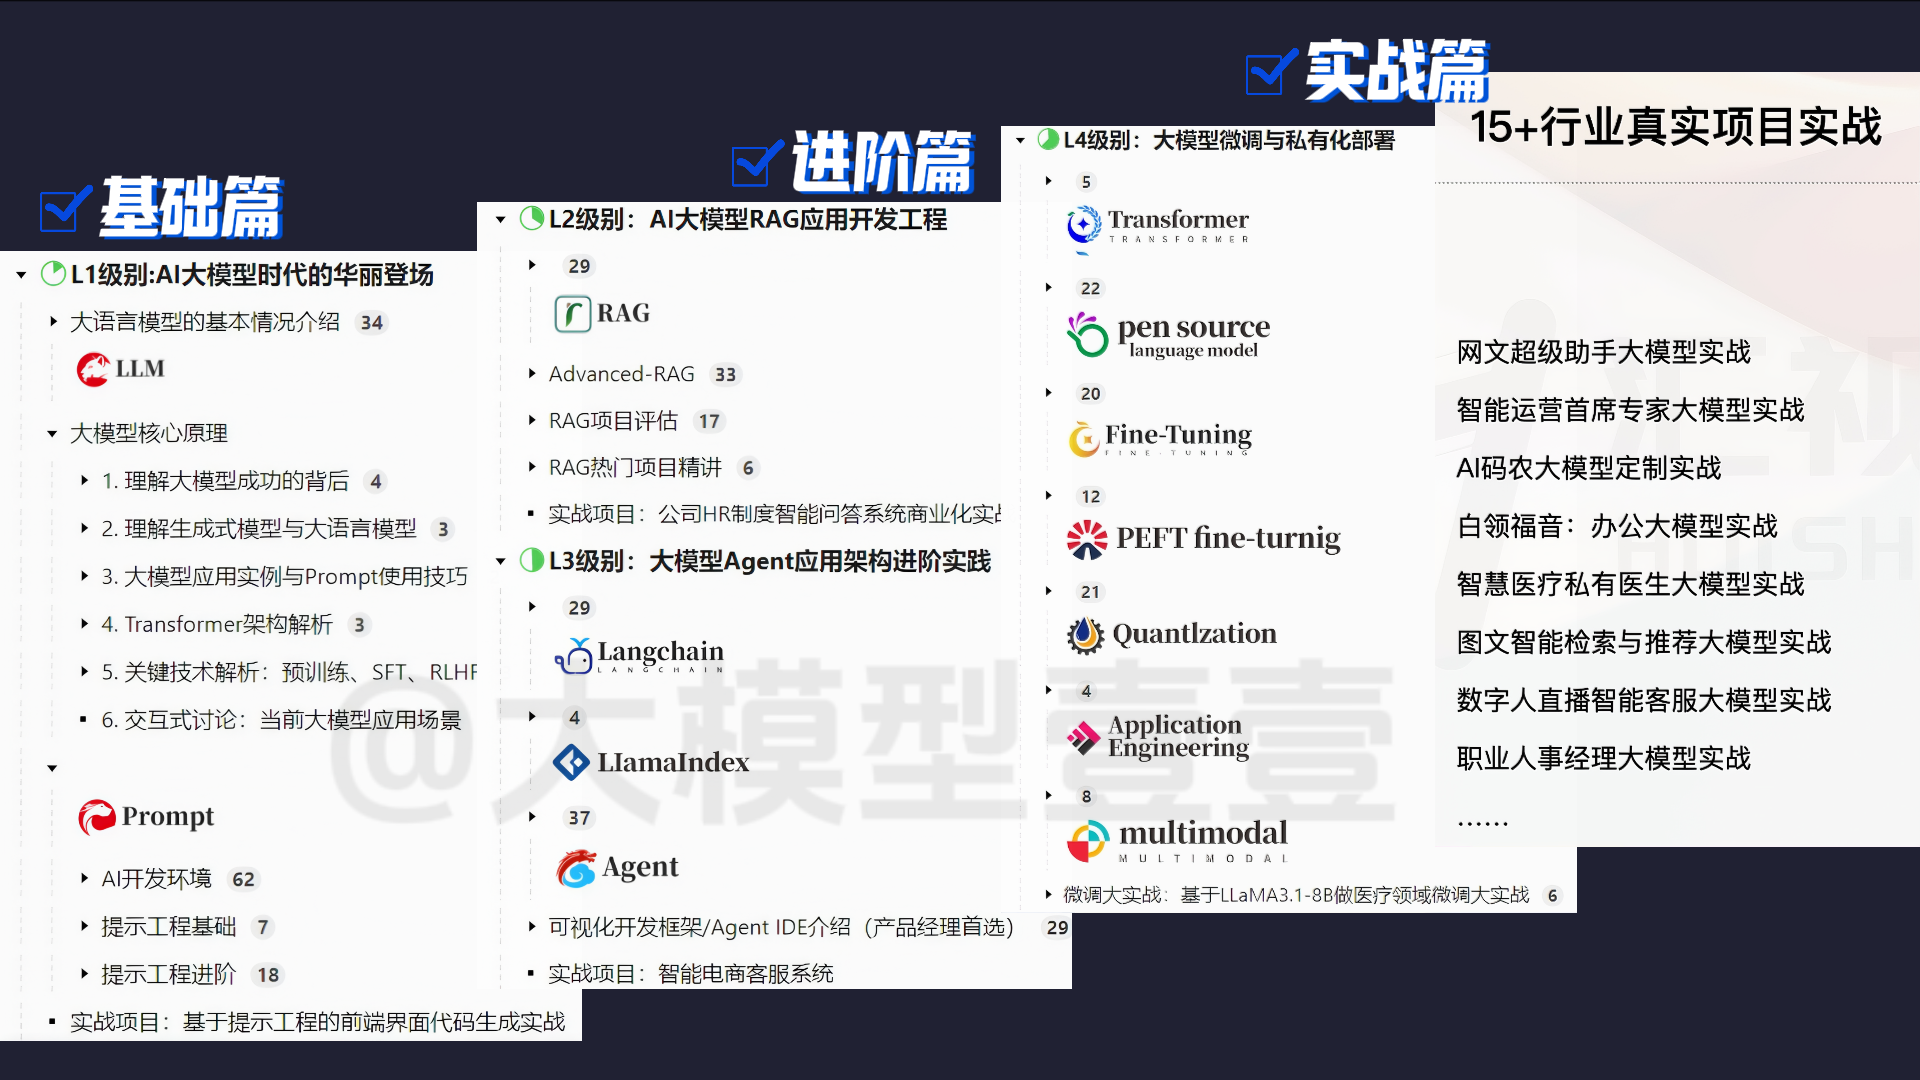 基础篇
L1级别:AI大模型时代的华丽登场
大语言模型的基本情况介绍 34
LLM
大模型核心原理
1. 理解大模型成功的背后 4
2. 理解生成式模型与大语言模型 3
3. 大模型应用实例与Prompt使用技巧
4. Transformer架构解析 3
5. 关键技术解析：预训练、SFT、RLHF
6. 交互式讨论：当前大模型应用场景
Prompt
AI开发环境 62
提示工程基础 7
提示工程进阶 18
实战项目：基于提示工程的前端界面代码生成实战
进阶篇
L2级别：AI大模型RAG应用开发工程
29
RAG
Advanced-RAG 33
RAG项目评估 17
RAG热门项目精讲 6
实战项目：公司HR制度智能问答系统商业化实战
L3级别：大模型Agent应用架构进阶实践
29
Langchain
LANGCHAIN
4
LIamaIndex
37
Agent
可视化开发框架/Agent IDE介绍（产品经理首选） 29
实战项目：智能电商客服系统
实战篇
L4级别：大模型微调与私有化部署
5
Transformer
TRANSFORMER
22
pen source
language model
20
Fine-Tuning
FINE-TUNING
12
PEFT fine-turnig
21
Quantlzation
4
Application
Engineering
8
multimodal
MULTIMODAL
微调大实战：基于LLaMA3.1-8B做医疗领域微调大实战 6
15+行业真实项目实战
网文超级助手大模型实战
智能运营首席专家大模型实战
AI码农大模型定制实战
白领福音：办公大模型实战
智慧医疗私有医生大模型实战
图文智能检索与推荐大模型实战
数字人直播智能客服大模型实战
职业人事经理大模型实战
......
@大模型壹壹